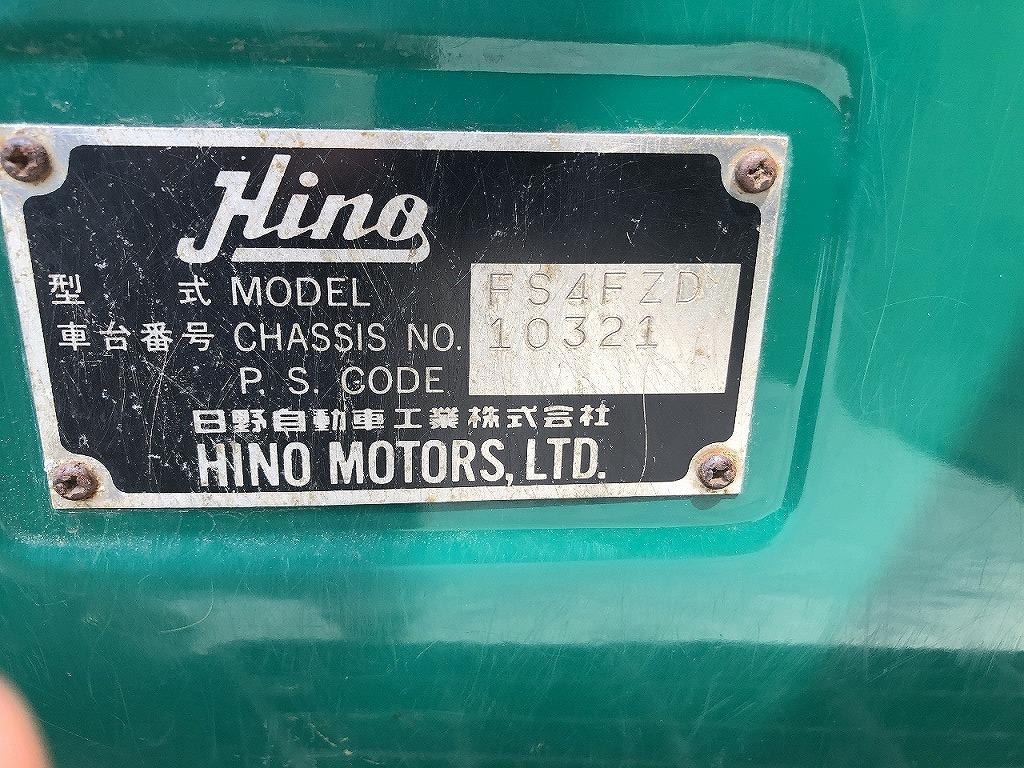 Hino
型 式 MODEL FS4FZD
車台番号 CHASSIS NO. 10321
P. S. CODE
日野自動車工業株式会社
HINO MOTORS, LTD.